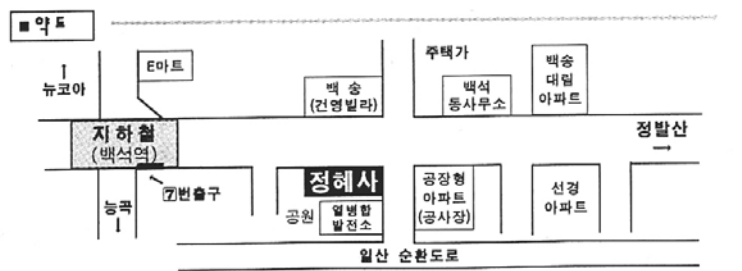 ■ 약 도
E마트
↑
뉴코아
백 송
(건영빌라)
주택가
백석
동사무소
백송
대림
아파트
지하철
(백석역)
정발산
→
정혜사
7번출구
능곡
↓
공원
열병합
발전소
공장형
아파트
(공사장)
선경
아파트
일산 순환도로